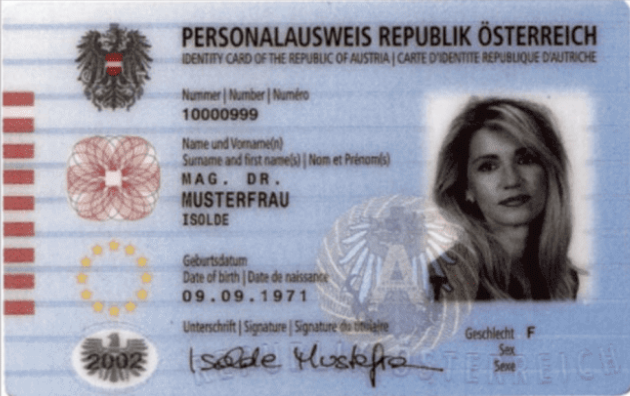 PERSONALAUSWEIS REPUBLIK ÖSTERREICH
IDENTITY CARD OF THE REPUBLIC OF AUSTRIA | CARTE D'IDENTITE REPUBLIQUE D'AUTRICHE
Nummer | Number | Numéro
10000999
Name und Vorname(n)
Surname and first name(s) | Nom et Prénom(s)
MAG. DR.
MUSTERFRAU
ISOLDE
Geburtsdatum
Date of birth | Date de naissance
09.09.1971
Unterschrift | Signature | Signature du titulaire
Isolde Musterfrau
Geschlecht F
Sex
Sexe
A
2002
REPUBLIK ÖSTERREICH